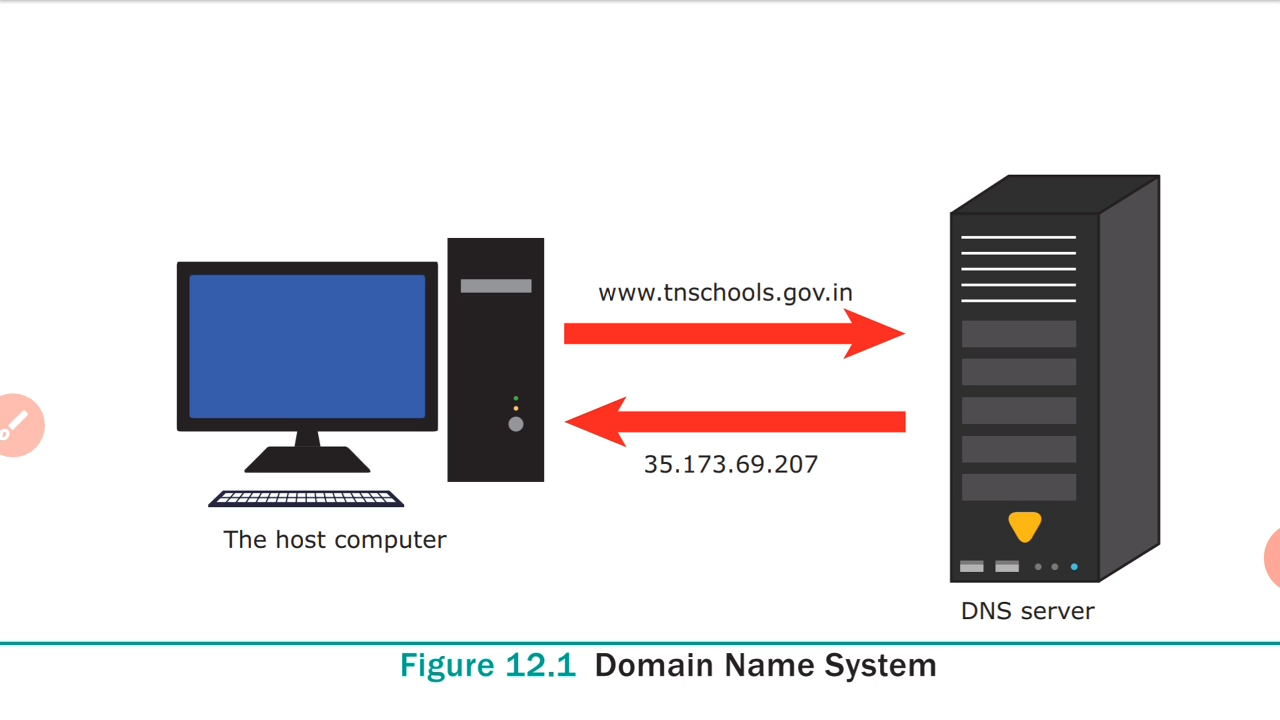 www.tnschools.gov.in
35.173.69.207
The host computer
DNS server
Figure 12.1 Domain Name System